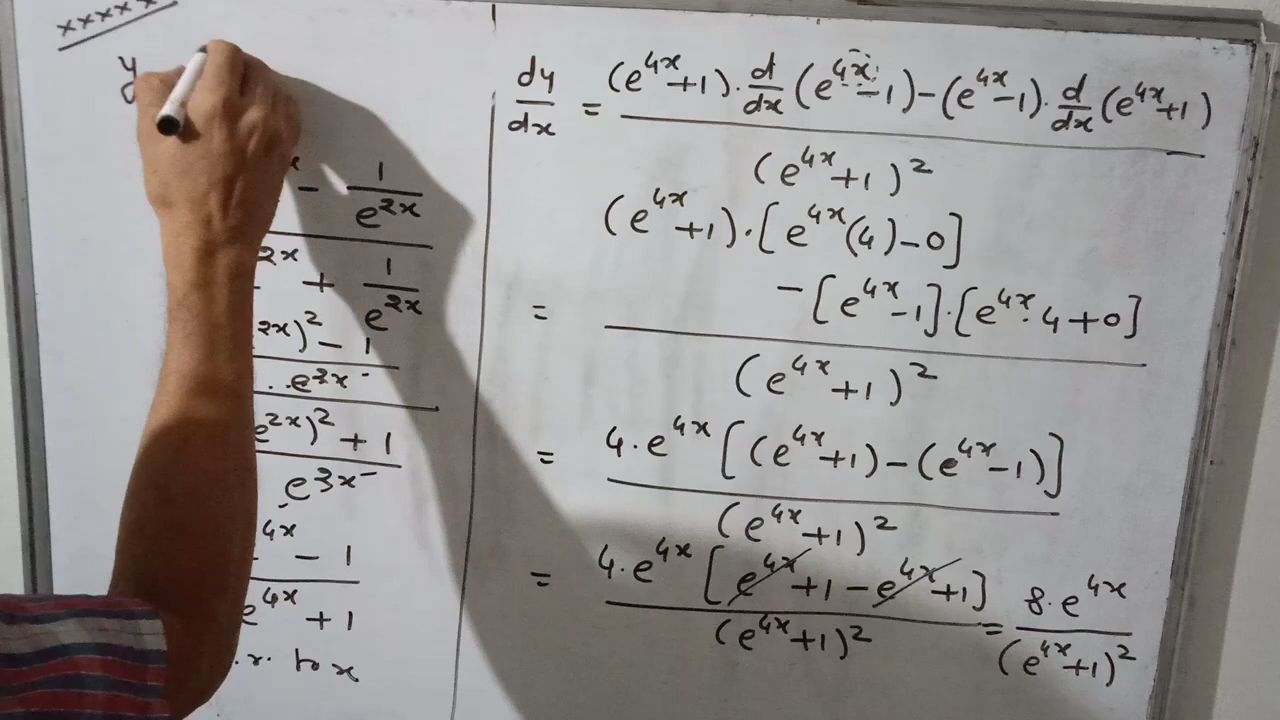 ×××××
y
- 1/e^2x
2x + 1/e^2x
2x)^2 - 1
e^2x
e^2x)^2 + 1
e^2x
4x - 1
e^4x + 1
.r. to x
dy/dx = (e^4x+1)·d/dx(e^4x-1)-(e^4x-1)·d/dx(e^4x+1)
(e^4x+1)^2
(e^4x+1)·[e^4x(4)-0]
= -[e^4x-1]·[e^4x·4+0]
(e^4x+1)^2
= 4·e^4x[(e^4x+1)-(e^4x-1)]
(e^4x+1)^2
= 4·e^4x[e^4x+1-e^4x+1]
(e^4x+1)^2
= 8·e^4x
(e^4x+1)^2